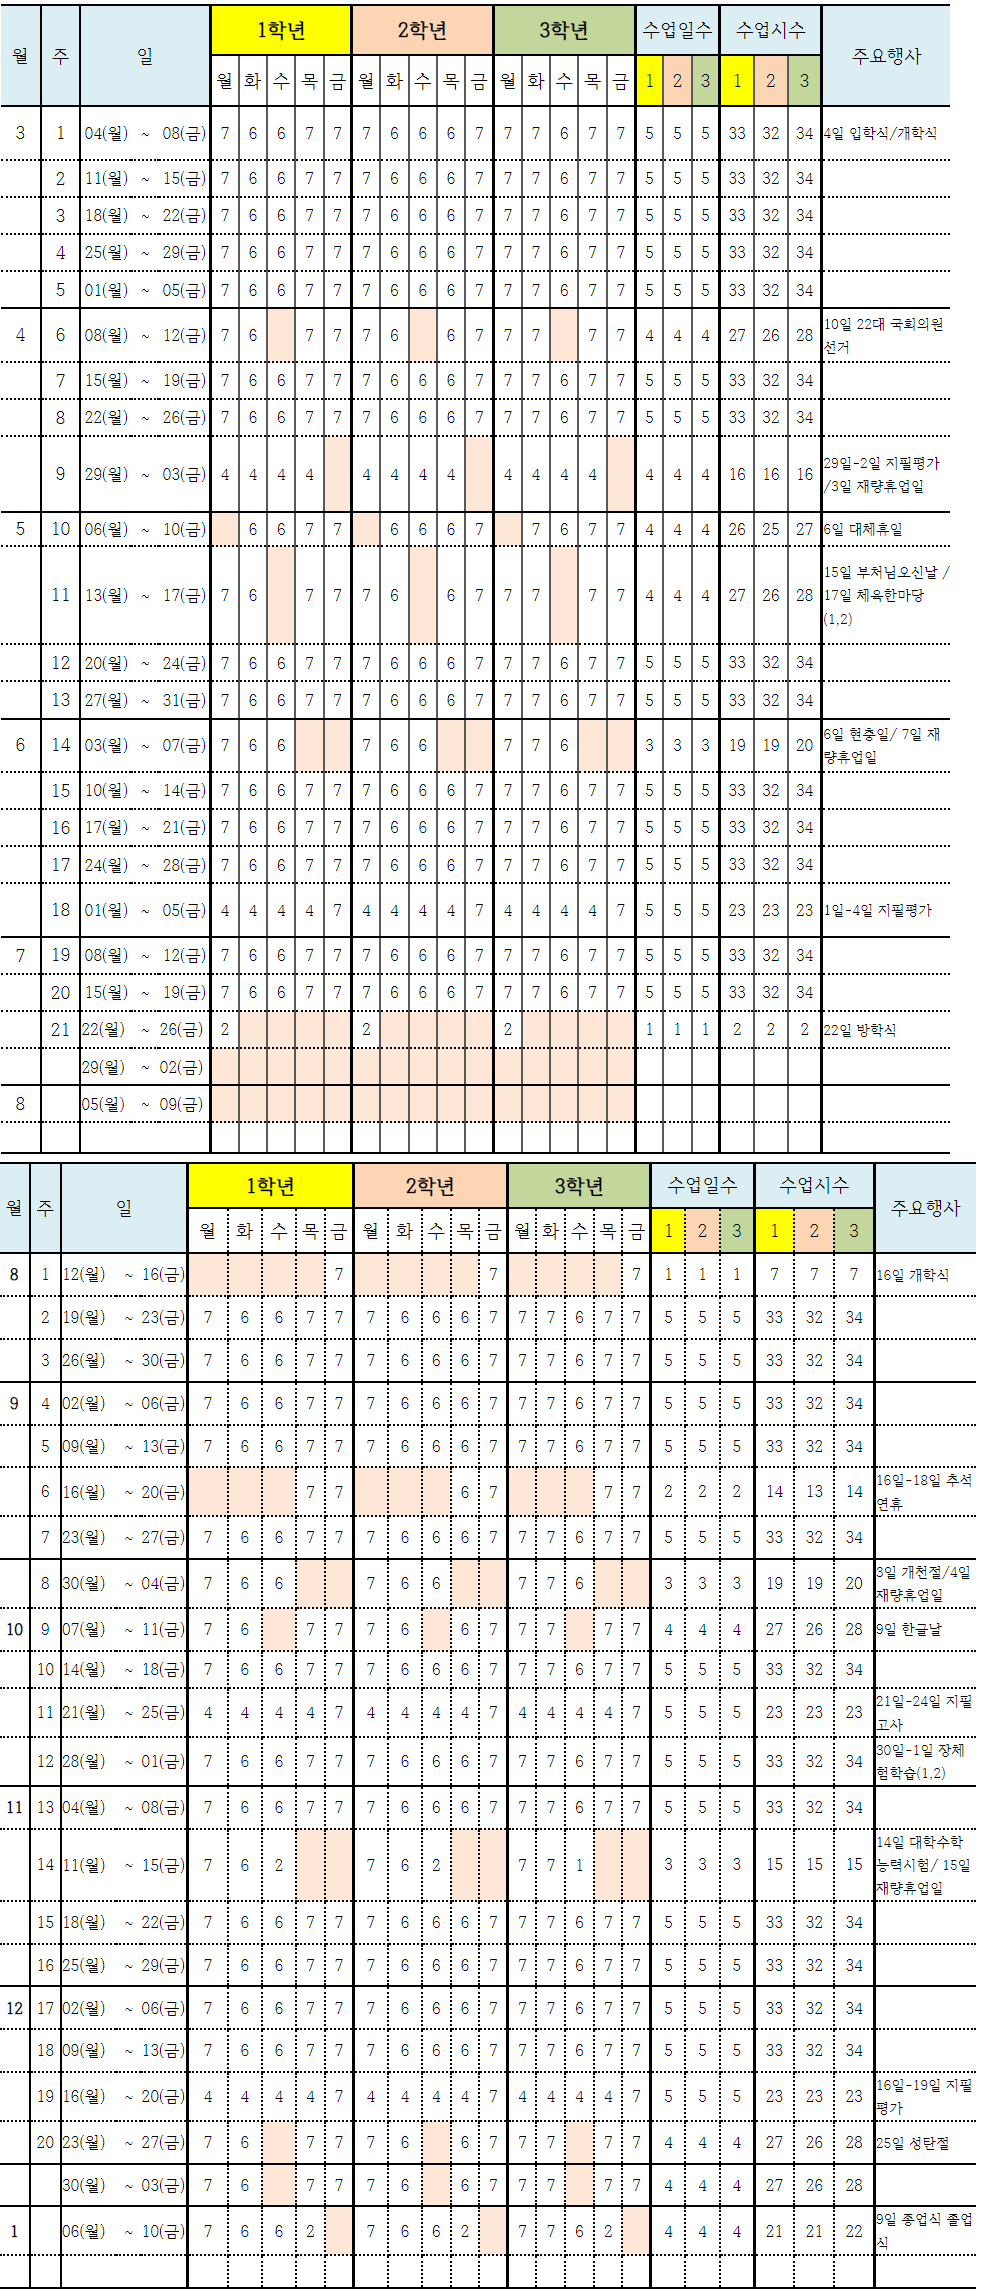 월 주 일 1학년 2학년 3학년 수업일수 수업시수 주요행사
월 화 수 목 금 월 화 수 목 금 월 화 수 목 금 1 2 3 1 2 3
3 1 04(월) ~ 08(금) 7 6 6 7 7 7 6 6 6 7 7 7 6 7 7 5 5 5 33 32 34 4일 입학식/개학식
2 11(월) ~ 15(금) 7 6 6 7 7 7 6 6 6 7 7 7 6 7 7 5 5 5 33 32 34
3 18(월) ~ 22(금) 7 6 6 7 7 7 6 6 6 7 7 7 6 7 7 5 5 5 33 32 34
4 25(월) ~ 29(금) 7 6 6 7 7 7 6 6 6 7 7 7 6 7 7 5 5 5 33 32 34
5 01(월) ~ 05(금) 7 6 6 7 7 7 6 6 6 7 7 7 6 7 7 5 5 5 33 32 34
4 6 08(월) ~ 12(금) 7 6 7 7 7 6 6 7 7 7 7 7 4 4 4 27 26 28 10일 22대 국회의원
선거
7 15(월) ~ 19(금) 7 6 6 7 7 7 6 6 6 7 7 7 6 7 7 5 5 5 33 32 34
8 22(월) ~ 26(금) 7 6 6 7 7 7 6 6 6 7 7 7 6 7 7 5 5 5 33 32 34
9 29(월) ~ 03(금) 4 4 4 4 4 4 4 4 4 4 4 4 4 4 4 16 16 16 29일-2일 지필평가
/3일 재량휴업일
5 10 06(월) ~ 10(금) 6 6 7 7 6 6 6 7 7 6 7 7 4 4 4 26 25 27 6일 대체휴일
11 13(월) ~ 17(금) 7 6 7 7 7 6 6 7 7 7 7 7 4 4 4 27 26 28 15일 부처님오신날 /
17일 체육한마당
(1,2)
12 20(월) ~ 24(금) 7 6 6 7 7 7 6 6 6 7 7 7 6 7 7 5 5 5 33 32 34
13 27(월) ~ 31(금) 7 6 6 7 7 7 6 6 6 7 7 7 6 7 7 5 5 5 33 32 34
6 14 03(월) ~ 07(금) 7 6 6 7 6 6 7 7 6 3 3 3 19 19 20 6일 현충일/ 7일 재
량휴업일
15 10(월) ~ 14(금) 7 6 6 7 7 7 6 6 6 7 7 7 6 7 7 5 5 5 33 32 34
16 17(월) ~ 21(금) 7 6 6 7 7 7 6 6 6 7 7 7 6 7 7 5 5 5 33 32 34
17 24(월) ~ 28(금) 7 6 6 7 7 7 6 6 6 7 7 7 6 7 7 5 5 5 33 32 34
18 01(월) ~ 05(금) 4 4 4 4 7 4 4 4 4 7 4 4 4 4 7 5 5 5 23 23 23 1일-4일 지필평가
7 19 08(월) ~ 12(금) 7 6 6 7 7 7 6 6 6 7 7 7 6 7 7 5 5 5 33 32 34
20 15(월) ~ 19(금) 7 6 6 7 7 7 6 6 6 7 7 7 6 7 7 5 5 5 33 32 34
21 22(월) ~ 26(금) 2 2 2 1 1 1 2 2 2 22일 방학식
29(월) ~ 02(금)
8 05(월) ~ 09(금)
월 주 일 1학년 2학년 3학년 수업일수 수업시수 주요행사
월 화 수 목 금 월 화 수 목 금 월 화 수 목 금 1 2 3 1 2 3
8 1 12(월) ~ 16(금) 7 7 7 1 1 1 7 7 7 16일 개학식
2 19(월) ~ 23(금) 7 6 6 7 7 7 6 6 6 7 7 7 6 7 7 5 5 5 33 32 34
3 26(월) ~ 30(금) 7 6 6 7 7 7 6 6 6 7 7 7 6 7 7 5 5 5 33 32 34
9 4 02(월) ~ 06(금) 7 6 6 7 7 7 6 6 6 7 7 7 6 7 7 5 5 5 33 32 34
5 09(월) ~ 13(금) 7 6 6 7 7 7 6 6 6 7 7 7 6 7 7 5 5 5 33 32 34
6 16(월) ~ 20(금) 7 7 6 7 7 7 2 2 2 14 13 14 16일-18일 추석
연휴
7 23(월) ~ 27(금) 7 6 6 7 7 7 6 6 6 7 7 7 6 7 7 5 5 5 33 32 34
8 30(월) ~ 04(금) 7 6 6 7 6 6 7 7 6 3 3 3 19 19 20 3일 개천절/4일
재량휴업일
10 9 07(월) ~ 11(금) 7 6 7 7 7 6 6 7 7 7 7 7 4 4 4 27 26 28 9일 한글날
10 14(월) ~ 18(금) 7 6 6 7 7 7 6 6 6 7 7 7 6 7 7 5 5 5 33 32 34
11 21(월) ~ 25(금) 4 4 4 4 7 4 4 4 4 7 4 4 4 4 7 5 5 5 23 23 23 21일-24일 지필
고사
12 28(월) ~ 01(금) 7 6 6 7 7 7 6 6 6 7 7 7 6 7 7 5 5 5 33 32 34 30일-1일 장체
험학습(1,2)
11 13 04(월) ~ 08(금) 7 6 6 7 7 7 6 6 6 7 7 7 6 7 7 5 5 5 33 32 34
14 11(월) ~ 15(금) 7 6 2 7 6 2 7 7 1 3 3 3 15 15 15 14일 대학수학
능력시험/ 15일
재량휴업일
15 18(월) ~ 22(금) 7 6 6 7 7 7 6 6 6 7 7 7 6 7 7 5 5 5 33 32 34
16 25(월) ~ 29(금) 7 6 6 7 7 7 6 6 6 7 7 7 6 7 7 5 5 5 33 32 34
12 17 02(월) ~ 06(금) 7 6 6 7 7 7 6 6 6 7 7 7 6 7 7 5 5 5 33 32 34
18 09(월) ~ 13(금) 7 6 6 7 7 7 6 6 6 7 7 7 6 7 7 5 5 5 33 32 34
19 16(월) ~ 20(금) 4 4 4 4 7 4 4 4 4 7 4 4 4 4 7 5 5 5 23 23 23 16일-19일 지필
평가
20 23(월) ~ 27(금) 7 6 7 7 7 6 6 7 7 7 7 7 4 4 4 27 26 28 25일 성탄절
30(월) ~ 03(금) 7 6 7 7 7 6 6 7 7 7 7 7 4 4 4 27 26 28
1 06(월) ~ 10(금) 7 6 6 2 7 6 6 2 7 7 6 2 4 4 4 21 21 22 9일 종업식 졸업
식